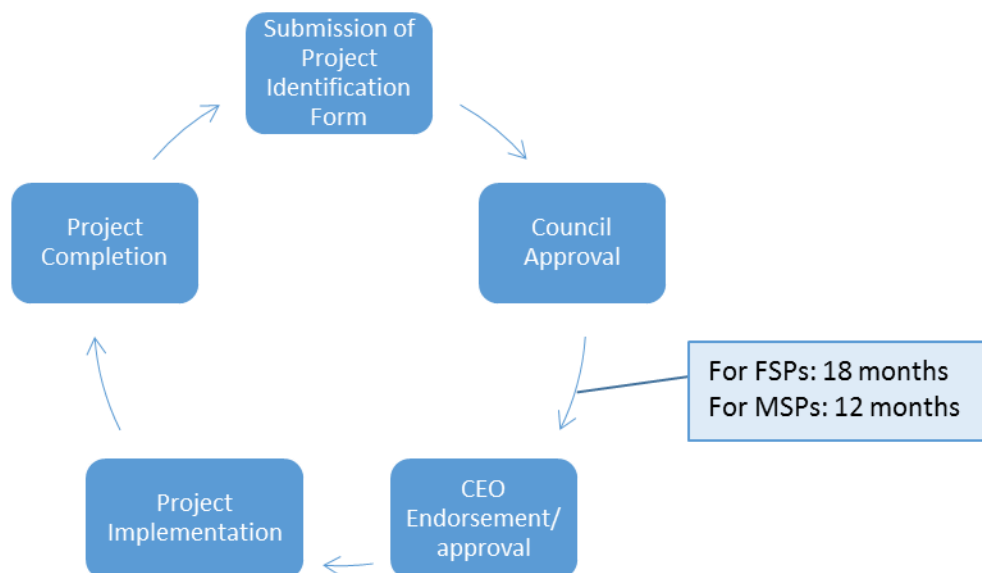 Submission of
Project
Identification
Form
Council
Approval
For FSPs: 18 months
For MSPs: 12 months
CEO
Endorsement/
approval
Project
Implementation
Project
Completion